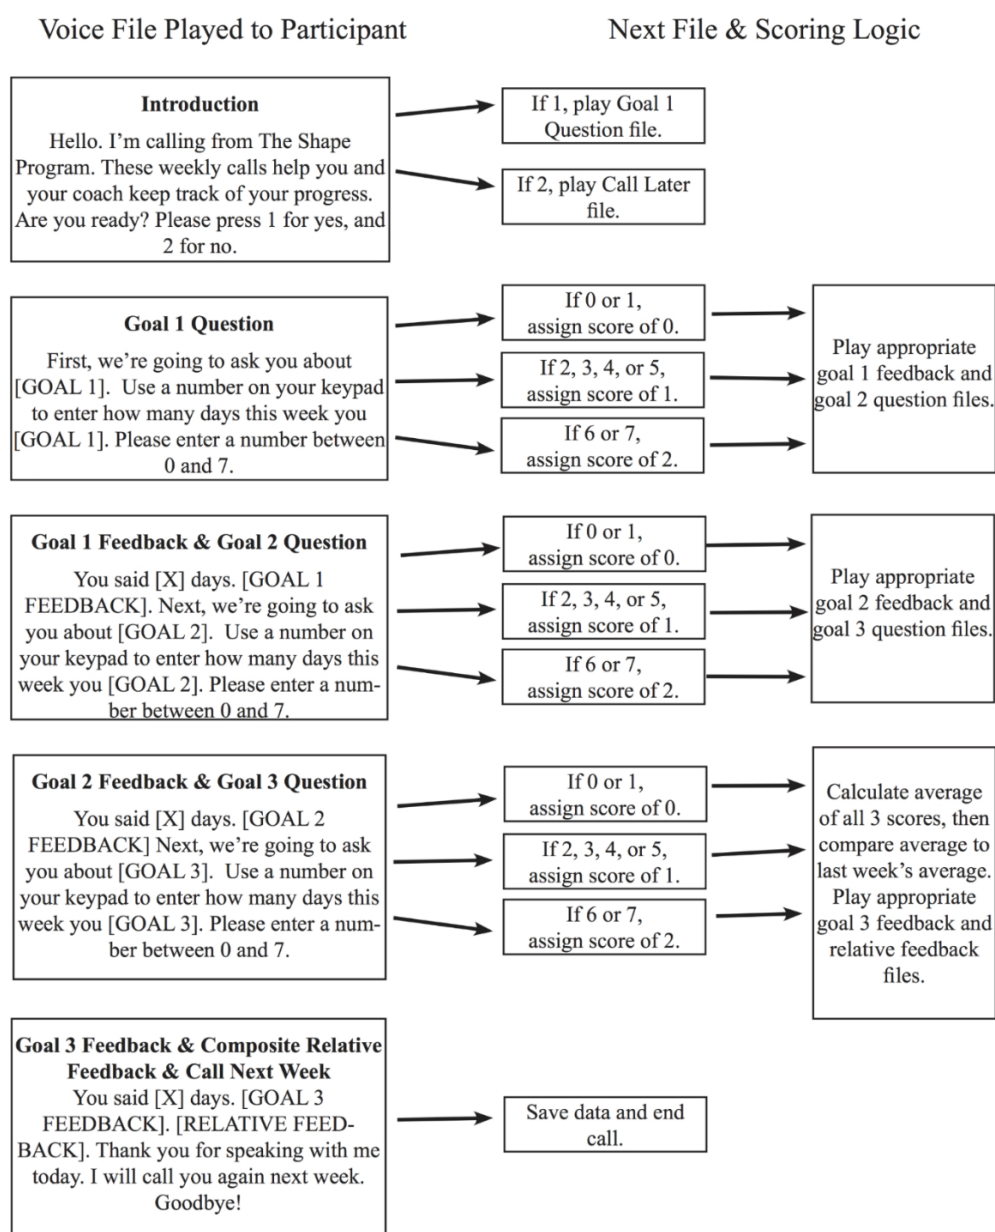 Voice File Played to Participant
Next File & Scoring Logic
Introduction
Hello. I'm calling from The Shape
Program. These weekly calls help you and
your coach keep track of your progress.
Are you ready? Please press 1 for yes, and
2 for no.
If 1, play Goal 1
Question file.
If 2, play Call Later
file.
Goal 1 Question
First, we're going to ask you about
[GOAL 1]. Use a number on your keypad
to enter how many days this week you
[GOAL 1]. Please enter a number between
0 and 7.
If 0 or 1,
assign score of 0.
If 2, 3, 4, or 5,
assign score of 1.
If 6 or 7,
assign score of 2.
Play appropriate
goal 1 feedback and
goal 2 question files.
Goal 1 Feedback & Goal 2 Question
You said [X] days. [GOAL 1
FEEDBACK]. Next, we're going to ask
you about [GOAL 2]. Use a number on
your keypad to enter how many days this
week you [GOAL 2]. Please enter a num-
ber between 0 and 7.
If 0 or 1,
assign score of 0.
If 2, 3, 4, or 5,
assign score of 1.
If 6 or 7,
assign score of 2.
Play appropriate
goal 2 feedback and
goal 3 question files.
Goal 2 Feedback & Goal 3 Question
You said [X] days. [GOAL 2
FEEDBACK] Next, we're going to ask
you about [GOAL 3]. Use a number on
your keypad to enter how many days this
week you [GOAL 3]. Please enter a num-
ber between 0 and 7.
If 0 or 1,
assign score of 0.
If 2, 3, 4, or 5,
assign score of 1.
If 6 or 7,
assign score of 2.
Calculate average
of all 3 scores, then
compare average to
last week's average.
Play appropriate
goal 3 feedback and
relative feedback
files.
Goal 3 Feedback & Composite Relative
Feedback & Call Next Week
You said [X] days. [GOAL 3
FEEDBACK]. [RELATIVE FEED-
BACK]. Thank you for speaking with me
today. I will call you again next week.
Goodbye!
Save data and end
call.